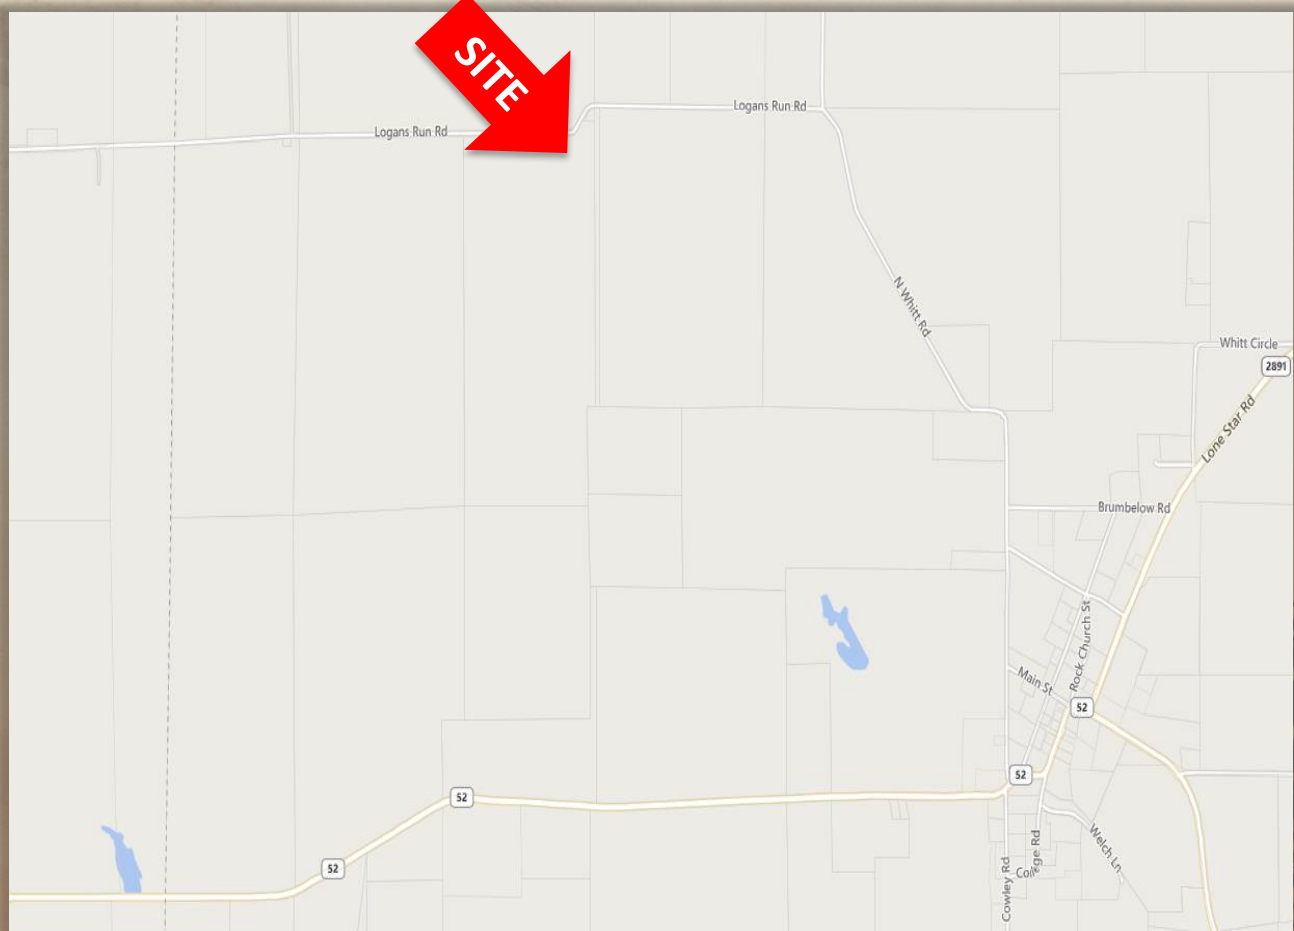 SITE
Logans Run Rd
Logans Run Rd
N Whitt Rd
Whitt Circle
2891
Lone Star Rd
Brumbelow Rd
Rock Church St
Main St
52
52
52
52
Welch Ln
College Rd
Cowley Rd